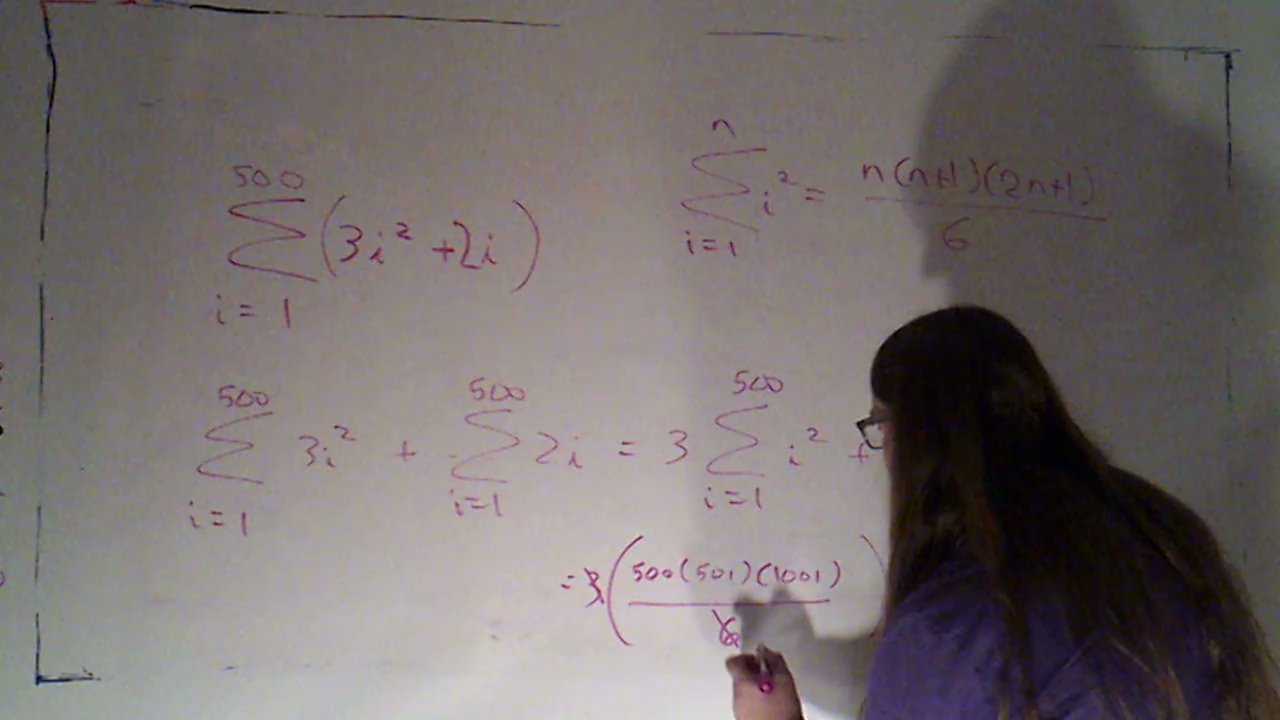 500
∑ (3i² + 2i)
i = 1
n
∑ i² = n(n+1)(2n+1)
6
i = 1
500 500 500
∑ 3i² + ∑ 2i = 3 ∑ i² +
i = 1 i = 1 i = 1
= 3 ( 500(501)(1001) )
6